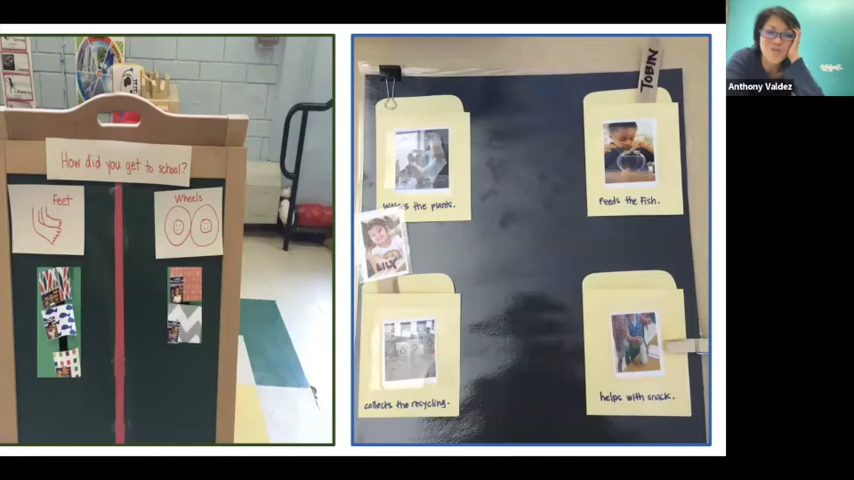 How did you get to school?
Feet
Wheels
TOBIN
the plants.
feeds the fish.
LILY
collects the recycling.
helps with snack.
Anthony Valdez